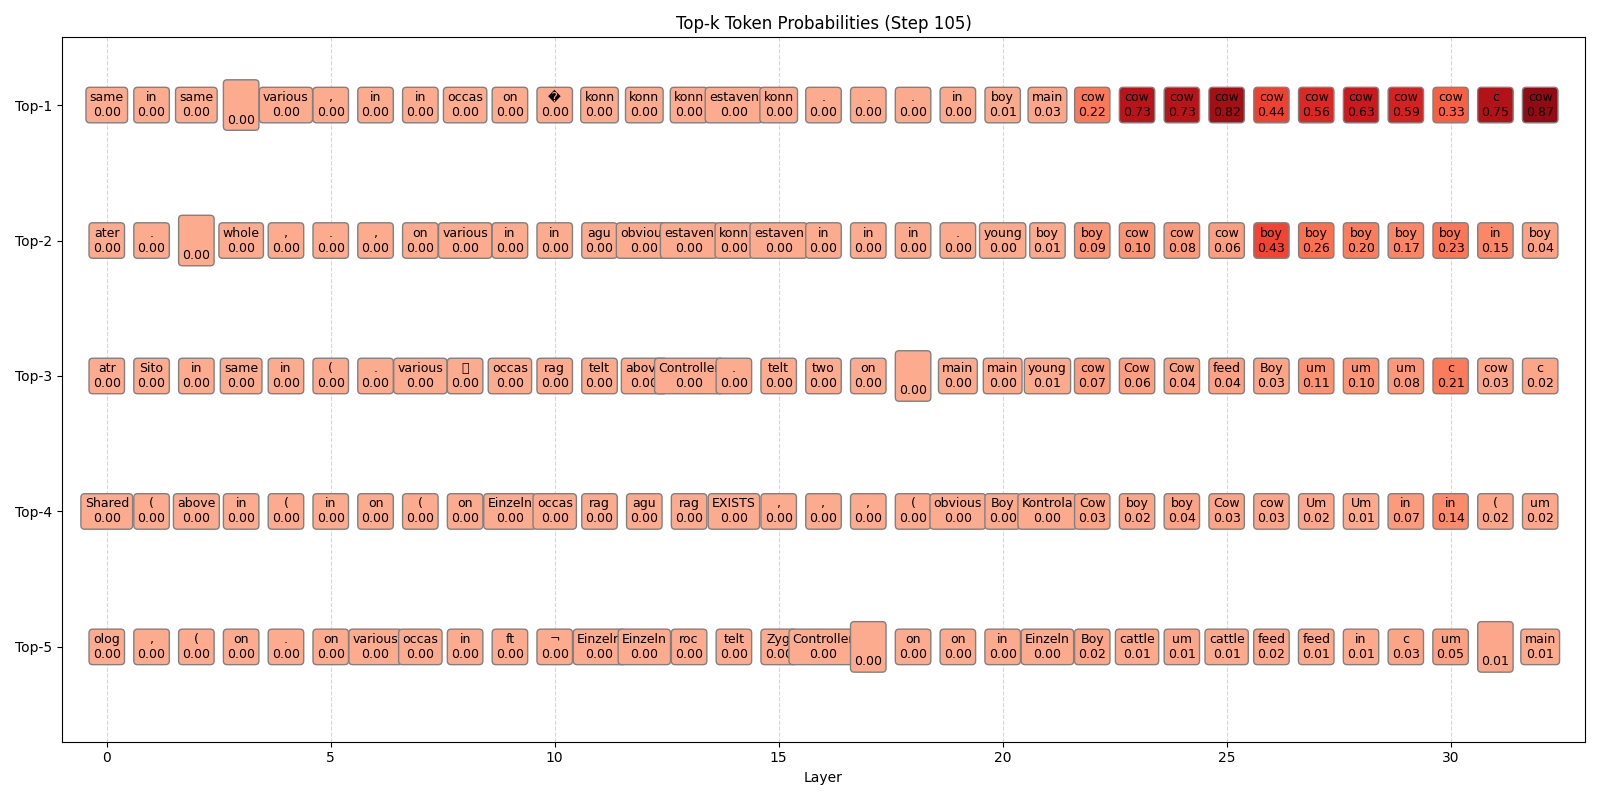 Top-k Token Probabilities (Step 105)
Top-1
same in same various , in in occas on � konn konn konn estaven konn . . . in boy main cow cow cow cow cow cow cow cow cow c cow
0.00 0.00 0.00 0.00 0.00 0.00 0.00 0.00 0.00 0.00 0.00 0.00 0.00 0.00 0.00 0.00 0.00 0.00 0.00 0.00 0.01 0.03 0.22 0.73 0.73 0.82 0.44 0.56 0.63 0.59 0.33 0.75 0.87
Top-2
ater . whole , . , on various in in agu obviou estaven konn estaven in in in . young boy boy cow cow cow boy boy boy boy boy in boy
0.00 0.00 0.00 0.00 0.00 0.00 0.00 0.00 0.00 0.00 0.00 0.00 0.00 0.00 0.00 0.00 0.00 0.00 0.00 0.00 0.00 0.01 0.09 0.10 0.08 0.06 0.43 0.26 0.20 0.17 0.23 0.15 0.04
Top-3
atr Sito in same in ( . various occas rag telt abov Controller . telt two on main main young cow Cow Cow feed Boy um um um c cow c
0.00 0.00 0.00 0.00 0.00 0.00 0.00 0.00 0.00 0.00 0.00 0.00 0.00 0.00 0.00 0.00 0.00 0.00 0.00 0.00 0.00 0.01 0.07 0.06 0.04 0.04 0.03 0.11 0.10 0.08 0.21 0.03 0.02
Top-4
Shared ( above in ( in on ( on Einzeln occas rag agu rag EXISTS , , , ( obvious Boy Kontrola Cow boy boy Cow cow Um Um in in ( um
0.00 0.00 0.00 0.00 0.00 0.00 0.00 0.00 0.00 0.00 0.00 0.00 0.00 0.00 0.00 0.00 0.00 0.00 0.00 0.00 0.00 0.00 0.03 0.02 0.04 0.03 0.03 0.02 0.01 0.07 0.14 0.02 0.02
Top-5
olog , ( on . on various occas in ft ¬ Einzeln Einzeln roc telt Zyg Controller on on in Einzeln Boy cattle um cattle feed feed in c um main
0.00 0.00 0.00 0.00 0.00 0.00 0.00 0.00 0.00 0.00 0.00 0.00 0.00 0.00 0.00 0.00 0.00 0.00 0.00 0.00 0.00 0.00 0.02 0.01 0.01 0.01 0.02 0.01 0.01 0.03 0.05 0.01 0.01
0 5 10 15 20 25 30
Layer